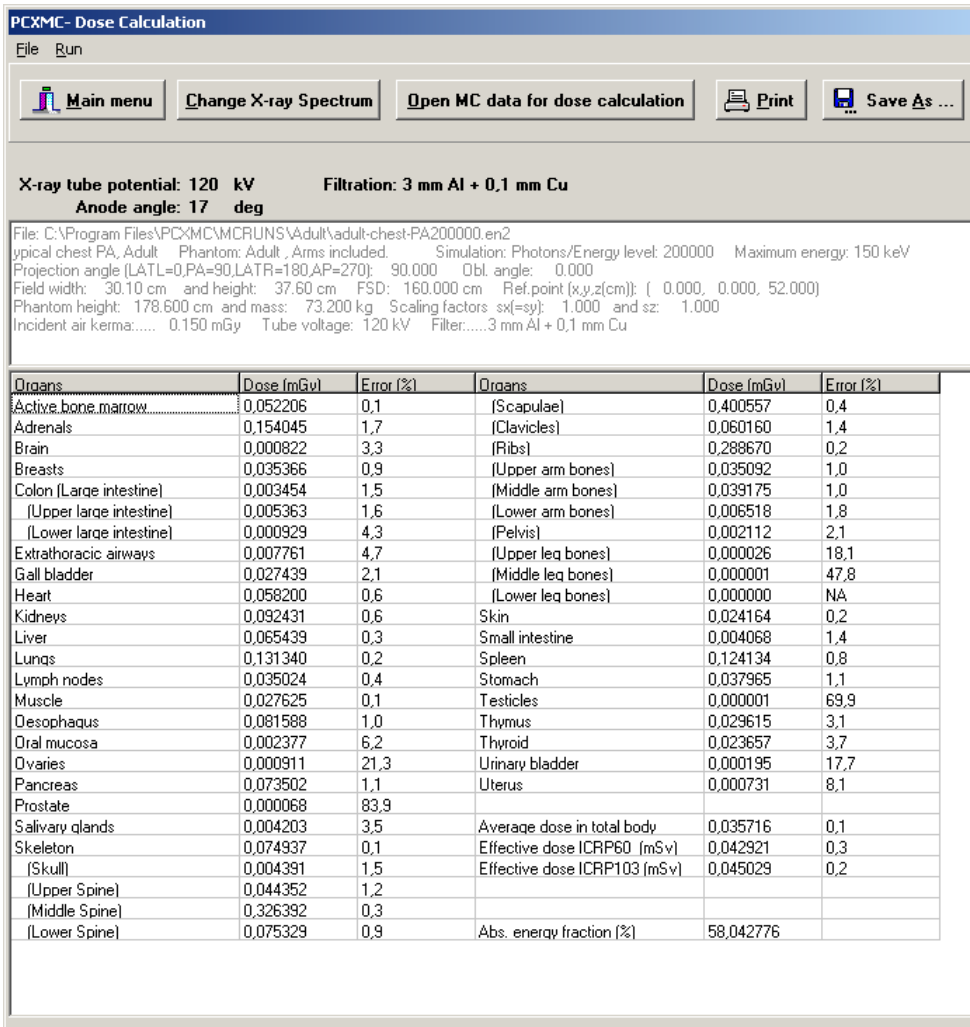 PCXMC- Dose Calculation
File Run
Main menu Change X-ray Spectrum Open MC data for dose calculation Print Save As ...
X-ray tube potential: 120 kV Filtration: 3 mm Al + 0,1 mm Cu
Anode angle: 17 deg
File: C:\Program Files\PCXMC\MCRUNS\Adult\adult-chest-PA200000.en2
ypical chest PA, Adult Phantom: Adult , Arms included. Simulation: Photons/Energy level: 200000 Maximum energy: 150 keV
Projection angle (LATL=0,PA=90,LATR=180,AP=270): 90.000 Obl. angle: 0.000
Field width: 30.10 cm and height: 37.60 cm FSD: 160.000 cm Ref.point (x,y,z(cm)): ( 0.000, 0.000, 52.000)
Phantom height: 178.600 cm and mass: 73.200 kg Scaling factors sx(=sy): 1.000 and sz: 1.000
Incident air kerma:..... 0.150 mGy Tube voltage: 120 kV Filter:.....3 mm Al + 0,1 mm Cu
Organs Dose (mGy) Error (%) Organs Dose (mGy) Error (%)
Active bone marrow 0,052206 0,1 (Scapulae) 0,400557 0,4
Adrenals 0,154045 1,7 (Clavicles) 0,060160 1,4
Brain 0,000822 3,3 (Ribs) 0,288670 0,2
Breasts 0,035366 0,9 (Upper arm bones) 0,035092 1,0
Colon (Large intestine) 0,003454 1,5 (Middle arm bones) 0,039175 1,0
(Upper large intestine) 0,005363 1,6 (Lower arm bones) 0,006518 1,8
(Lower large intestine) 0,000929 4,3 (Pelvis) 0,002112 2,1
Extrathoracic airways 0,007761 4,7 (Upper leg bones) 0,000026 18,1
Gall bladder 0,027439 2,1 (Middle leg bones) 0,000001 47,8
Heart 0,058200 0,6 (Lower leg bones) 0,000000 NA
Kidneys 0,092431 0,6 Skin 0,024164 0,2
Liver 0,065439 0,3 Small intestine 0,004068 1,4
Lungs 0,131340 0,2 Spleen 0,124134 0,8
Lymph nodes 0,035024 0,4 Stomach 0,037965 1,1
Muscle 0,027625 0,1 Testicles 0,000001 69,9
Oesophagus 0,081588 1,0 Thymus 0,029615 3,1
Oral mucosa 0,002377 6,2 Thyroid 0,023657 3,7
Ovaries 0,000911 21,3 Urinary bladder 0,000195 17,7
Pancreas 0,073502 1,1 Uterus 0,000731 8,1
Prostate 0,000068 83,9
Salivary glands 0,004203 3,5 Average dose in total body 0,035716 0,1
Skeleton 0,074937 0,1 Effective dose ICRP60 (mSv) 0,042921 0,3
(Skull) 0,004391 1,5 Effective dose ICRP103 (mSv) 0,045029 0,2
(Upper Spine) 0,044352 1,2
(Middle Spine) 0,326392 0,3
(Lower Spine) 0,075329 0,9 Abs. energy fraction (%) 58,042776